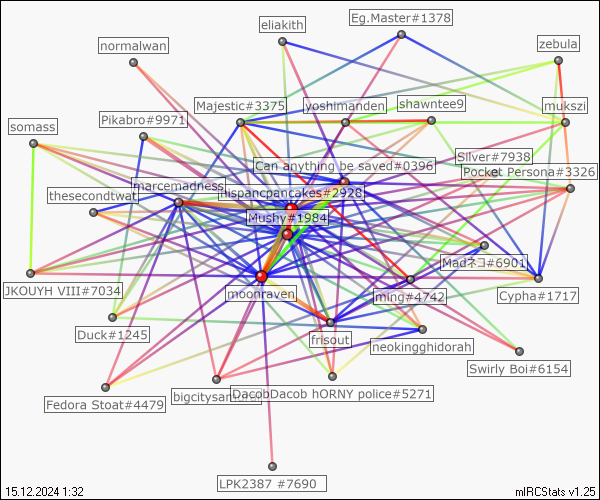 Eg.Master#1378
eliakith
normalwan
zebula
Majestic#3375
yoshimanden
shawntee9
mukszi
Pikabro#9971
somass
Silver#7938
Can anything be saved#0396
Pocket Persona#3326
marcemadness
hispancpancakes#2928
thesecondtwat
Mushy#1984
Madネコ#6901
JKOUYH VIII#7034
moonraven
ming#4742
Cypha#1717
Duck#1245
frisout
neokingghidorah
Swirly Boi#6154
DacobDacob hORNY police#5271
Fedora Stoat#4479
LPK2387 #7690
15.12.2024 1:32
mIRCStats v1.25